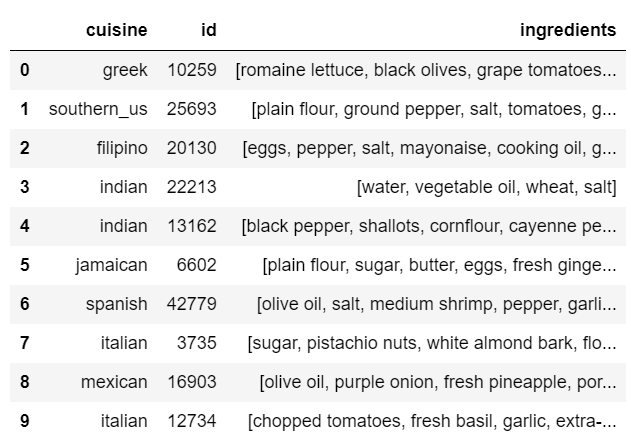 cuisine id ingredients
0 greek 10259 [romaine lettuce, black olives, grape tomatoes...
1 southern_us 25693 [plain flour, ground pepper, salt, tomatoes, g...
2 filipino 20130 [eggs, pepper, salt, mayonaise, cooking oil, g...
3 indian 22213 [water, vegetable oil, wheat, salt]
4 indian 13162 [black pepper, shallots, cornflour, cayenne pe...
5 jamaican 6602 [plain flour, sugar, butter, eggs, fresh ginge...
6 spanish 42779 [olive oil, salt, medium shrimp, pepper, garli...
7 italian 3735 [sugar, pistachio nuts, white almond bark, flo...
8 mexican 16903 [olive oil, purple onion, fresh pineapple, por...
9 italian 12734 [chopped tomatoes, fresh basil, garlic, extra-...